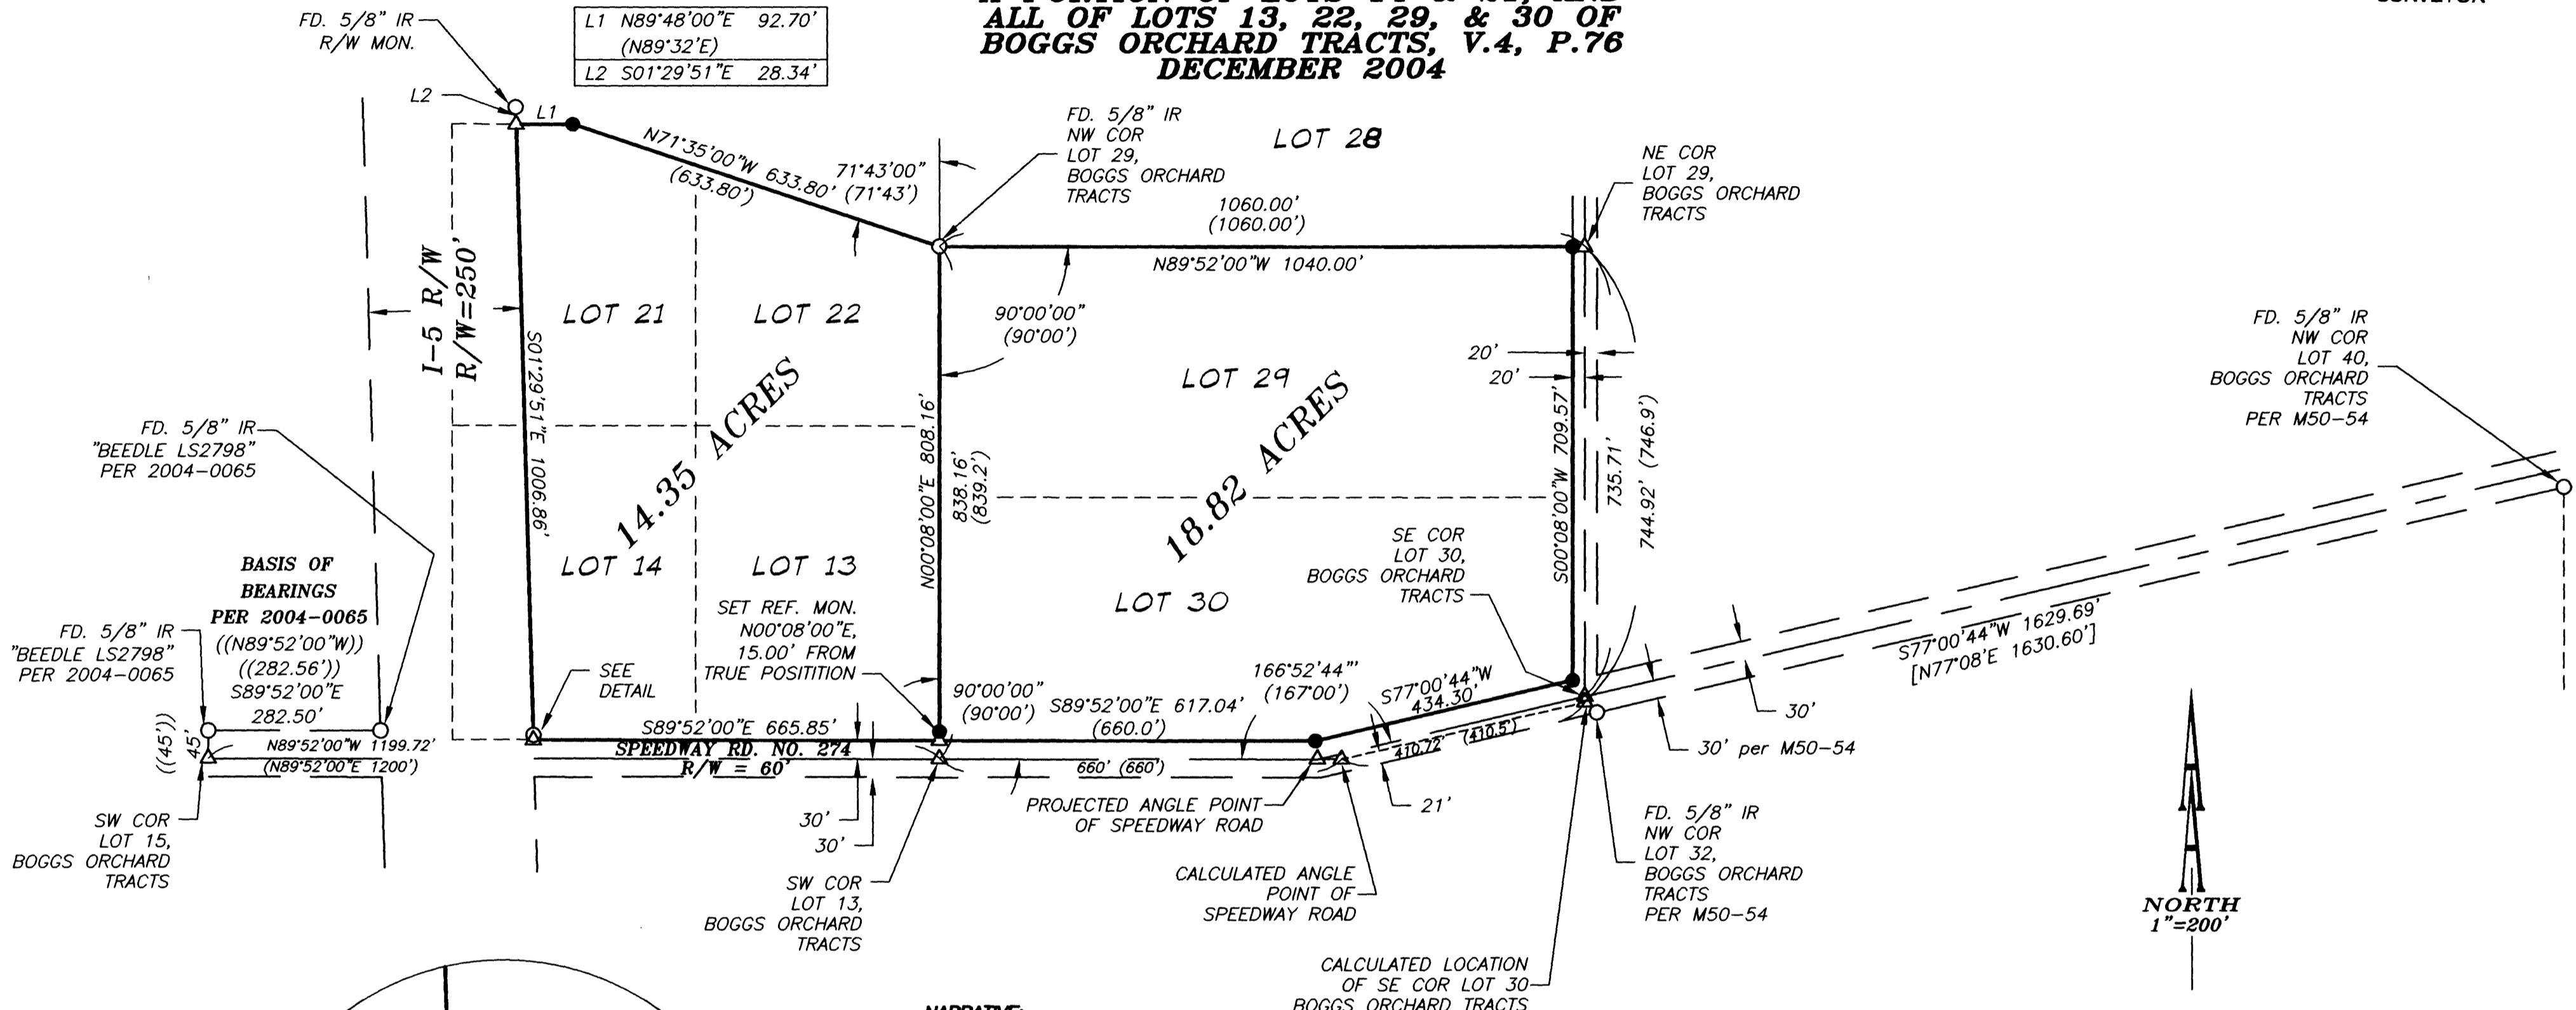 ALL OF LOTS 13, 22, 29, & 30 OF
BOGGS ORCHARD TRACTS, V.4, P.76
DECEMBER 2004
L1 N89°48'00"E 92.70'
(N89°32'E)
L2 S01°29'51"E 28.34'
FD. 5/8" IR
R/W MON.
L2
L1
N71°35'00"W 633.80'
(633.80')
71°43'00"
(71°43')
FD. 5/8" IR
NW COR
LOT 29,
BOGGS ORCHARD
TRACTS
LOT 28
1060.00'
(1060.00')
N89°52'00"W 1040.00'
NE COR
LOT 29,
BOGGS ORCHARD
TRACTS
I-5 R/W
R/W=250'
LOT 21
LOT 22
90°00'00"
(90°00')
LOT 29
20'
20'
FD. 5/8" IR
NW COR
LOT 40,
BOGGS ORCHARD
TRACTS
PER M50-54
S01°29'51"E 1006.86'
14.35 ACRES
N00°08'00"E 808.16'
838.16'
(839.2')
18.82 ACRES
S00°08'00"W 709.57'
735.71'
744.92' (746.9')
FD. 5/8" IR
"BEEDLE LS2798"
PER 2004-0065
BASIS OF
BEARINGS
PER 2004-0065
((N89°52'00"W))
((282.56'))
S89°52'00"E
282.50'
FD. 5/8" IR
"BEEDLE LS2798"
PER 2004-0065
((45'))
45'
N89°52'00"W 1199.72'
(N89°52'00"E 1200')
SW COR
LOT 15,
BOGGS ORCHARD
TRACTS
LOT 14
LOT 13
SET REF. MON.
N00°08'00"E,
15.00' FROM
TRUE POSITITION
SEE
DETAIL
S89°52'00"E 665.85'
SPEEDWAY RD. NO. 274
R/W = 60'
30'
30'
SW COR
LOT 13,
BOGGS ORCHARD
TRACTS
LOT 30
SE COR
LOT 30,
BOGGS ORCHARD
TRACTS
90°00'00"
(90°00')
S89°52'00"E 617.04'
(660.0')
166°52'44"'
(167°00')
S77°00'44"W
434.30'
410.72' (410.5')
660' (660')
21'
PROJECTED ANGLE POINT
OF SPEEDWAY ROAD
CALCULATED ANGLE
POINT OF
SPEEDWAY ROAD
CALCULATED LOCATION
OF SE COR LOT 30
BOGGS ORCHARD TRACTS
S77°00'44"W 1629.69'
[N77°08'E 1630.60']
30'
30' per M50-54
FD. 5/8" IR
NW COR
LOT 32,
BOGGS ORCHARD
TRACTS
PER M50-54
NORTH
1"=200'